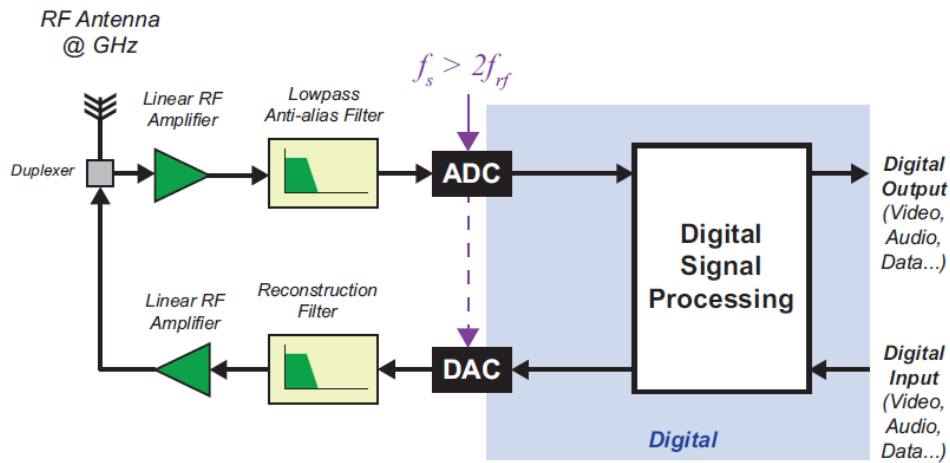 RF Antenna
@ GHz
Linear RF
Amplifier
Lowpass
Anti-alias Filter
fs > 2frf
Duplexer
ADC
Digital
Signal
Processing
Digital
Output
(Video,
Audio,
Data...)
Linear RF
Amplifier
Reconstruction
Filter
DAC
Digital
Input
(Video,
Audio,
Data...)
Digital